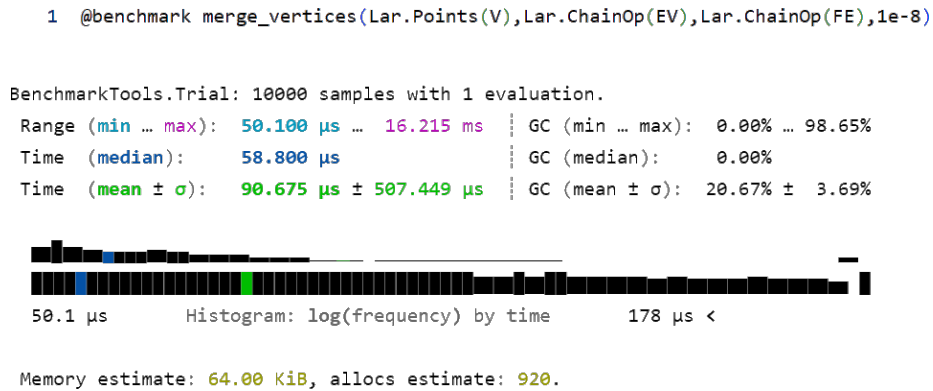 1 @benchmark merge_vertices(Lar.Points(V),Lar.ChainOp(EV),Lar.ChainOp(FE),1e-8)
BenchmarkTools.Trial: 10000 samples with 1 evaluation.
Range (min … max): 50.100 μs … 16.215 ms ┊ GC (min … max): 0.00% … 98.65%
Time (median): 58.800 μs ┊ GC (median): 0.00%
Time (mean ± σ): 90.675 μs ± 507.449 μs ┊ GC (mean ± σ): 20.67% ± 3.69%
50.1 μs Histogram: log(frequency) by time 178 μs <
Memory estimate: 64.00 KiB, allocs estimate: 920.